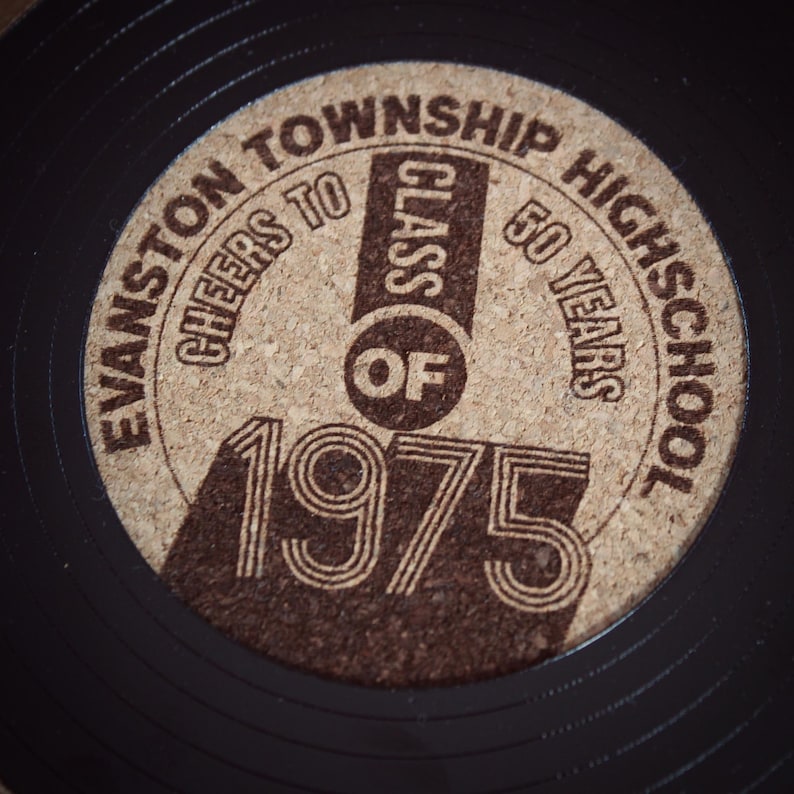 EVANSTON TOWNSHIP HIGHSCHOOL
CHEERS TO
50 YEARS
CLASS
OF
1975